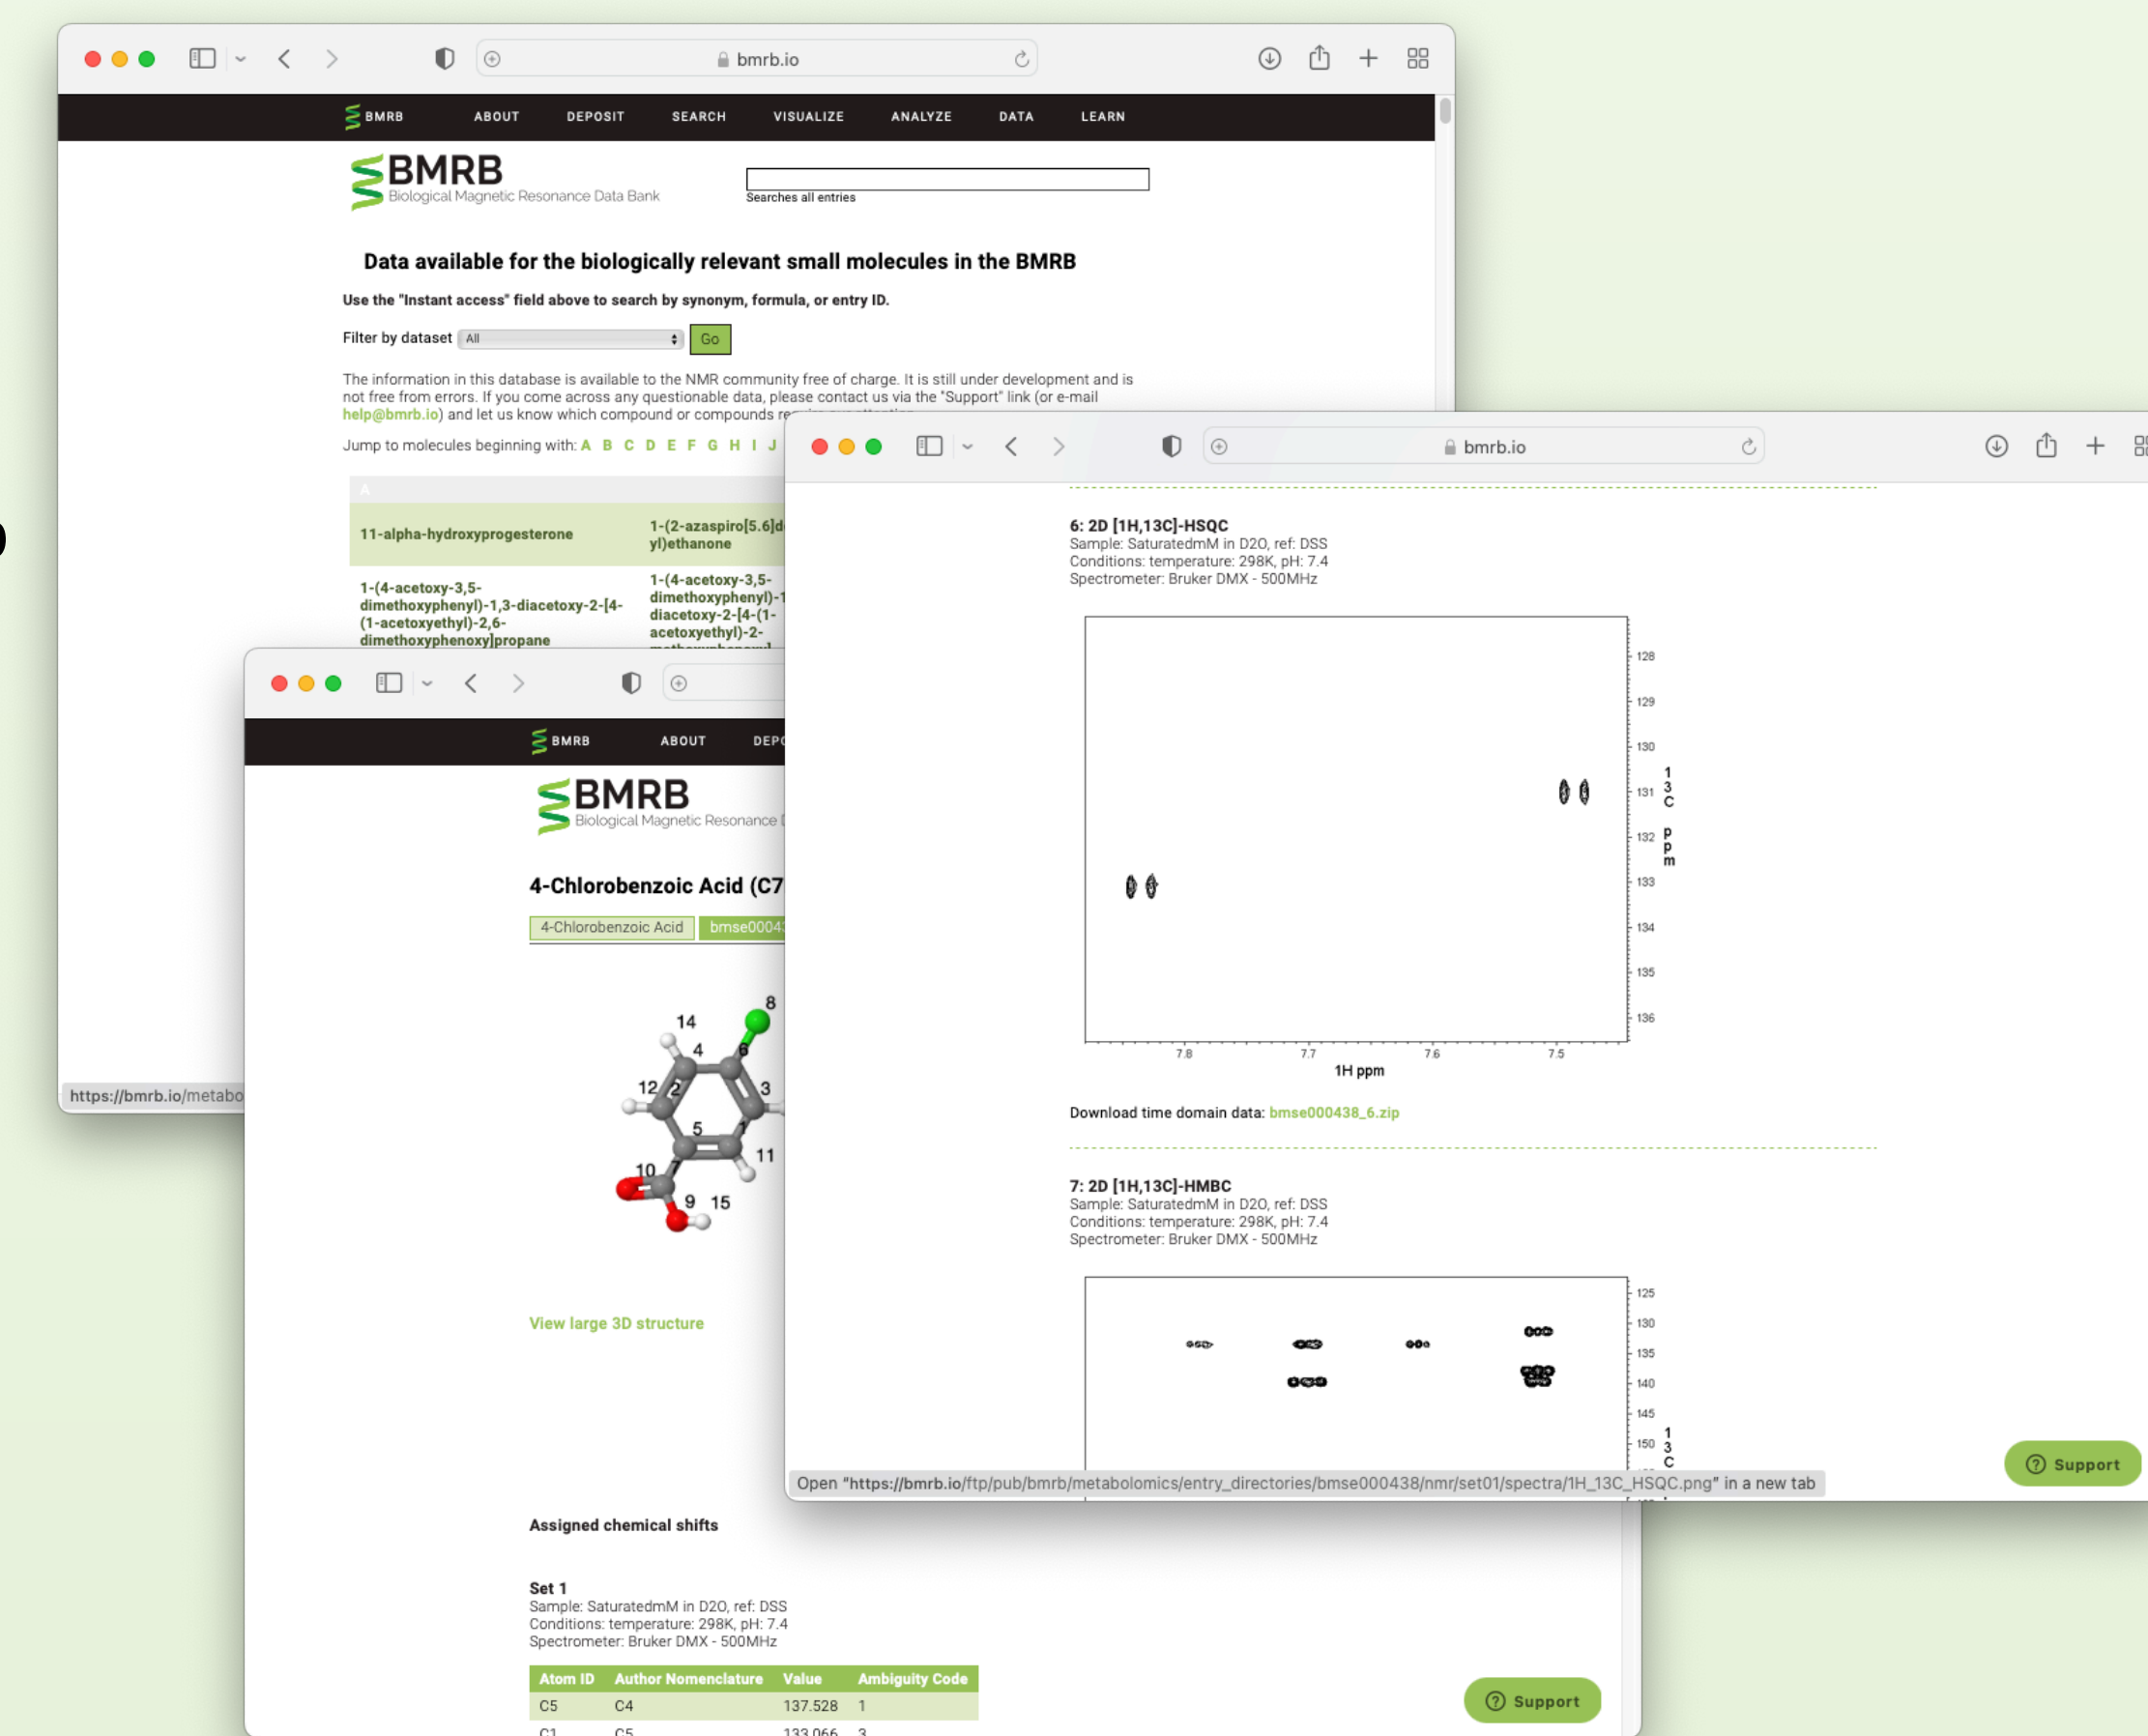 bmrb.io
BMRB ABOUT DEPOSIT SEARCH VISUALIZE ANALYZE DATA LEARN
BMRB
Biological Magnetic Resonance Data Bank
Searches all entries
Data available for the biologically relevant small molecules in the BMRB
Use the "Instant access" field above to search by synonym, formula, or entry ID.
Filter by dataset All Go
The information in this database is available to the NMR community free of charge. It is still under development and is
not free from errors. If you come across any questionable data, please contact us via the "Support" link (or e-mail
help@bmrb.io) and let us know which compound or compounds
Jump to molecules beginning with: A B C D E F G H I J
A
11-alpha-hydroxyprogesterone
1-(2-azaspiro[5.6]d
yl)ethanone
1-(4-acetoxy-3,5-
dimethoxyphenyl)-1,3-diacetoxy-2-[4-
(1-acetoxyethyl)-2,6-
dimethoxyphenoxy]propane
1-(4-acetoxy-3,5-
dimethoxyphenyl)-1
diacetoxy-2-[4-(1-
acetoxyethyl)-2-
https://bmrb.io/metabo
BMRB ABOUT DEPO
BMRB
Biological Magnetic Resonance
4-Chlorobenzoic Acid (C7
4-Chlorobenzoic Acid bmse00043
8
14
4 6
12 2 3
5 1
11
10 7
9 15
View large 3D structure
Assigned chemical shifts
Set 1
Sample: SaturatedmM in D2O, ref: DSS
Conditions: temperature: 298K, pH: 7.4
Spectrometer: Bruker DMX - 500MHz
Atom ID Author Nomenclature Value Ambiguity Code
C5 C4 137.528 1
C1 C5 133.066 3
Support
bmrb.io
6: 2D [1H,13C]-HSQC
Sample: SaturatedmM in D2O, ref: DSS
Conditions: temperature: 298K, pH: 7.4
Spectrometer: Bruker DMX - 500MHz
128
129
130
131
132
133
134
135
136
13C ppm
7.8 7.7 7.6 7.5
1H ppm
Download time domain data: bmse000438_6.zip
7: 2D [1H,13C]-HMBC
Sample: SaturatedmM in D2O, ref: DSS
Conditions: temperature: 298K, pH: 7.4
Spectrometer: Bruker DMX - 500MHz
125
130
135
140
145
150
13C
Support
Open "https://bmrb.io/ftp/pub/bmrb/metabolomics/entry_directories/bmse000438/nmr/set01/spectra/1H_13C_HSQC.png" in a new tab